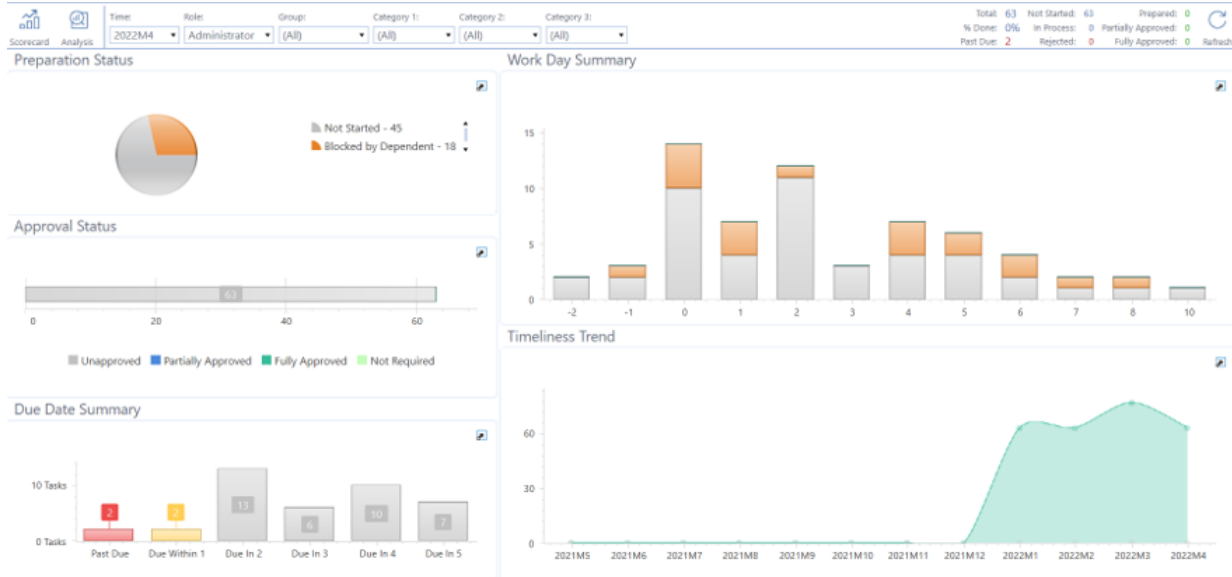 Scorecard Analysis
Time: Role: Group: Category 1: Category 2: Category 3:
2022M4 Administrator (All) (All) (All) (All)
Total: 63 Not Started: 63 Prepared: 0
% Done: 0% In Process: 0 Partially Approved: 0
Past Due: 2 Rejected: 0 Fully Approved: 0
Refresh
Preparation Status
Not Started - 45
Blocked by Dependent - 18
Approval Status
63
0 20 40 60
Unapproved Partially Approved Fully Approved Not Required
Due Date Summary
10 Tasks
0 Tasks
2 2 13 6 10 7
Past Due Due Within 1 Due In 2 Due In 3 Due In 4 Due In 5
Work Day Summary
15
10
5
0
-2 -1 0 1 2 3 4 5 6 7 8 10
Timeliness Trend
60
30
0
2021M5 2021M6 2021M7 2021M8 2021M9 2021M10 2021M11 2021M12 2022M1 2022M2 2022M3 2022M4